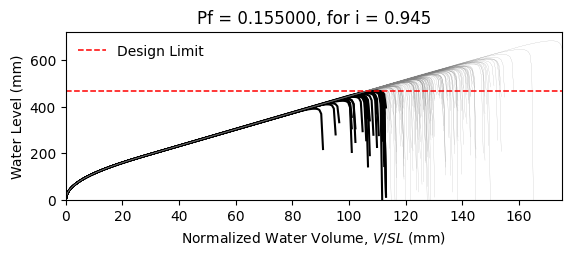 Pf = 0.155000, for i = 0.945
Design Limit
Water Level (mm)
600
400
200
0
0 20 40 60 80 100 120 140 160
Normalized Water Volume, V/SL (mm)